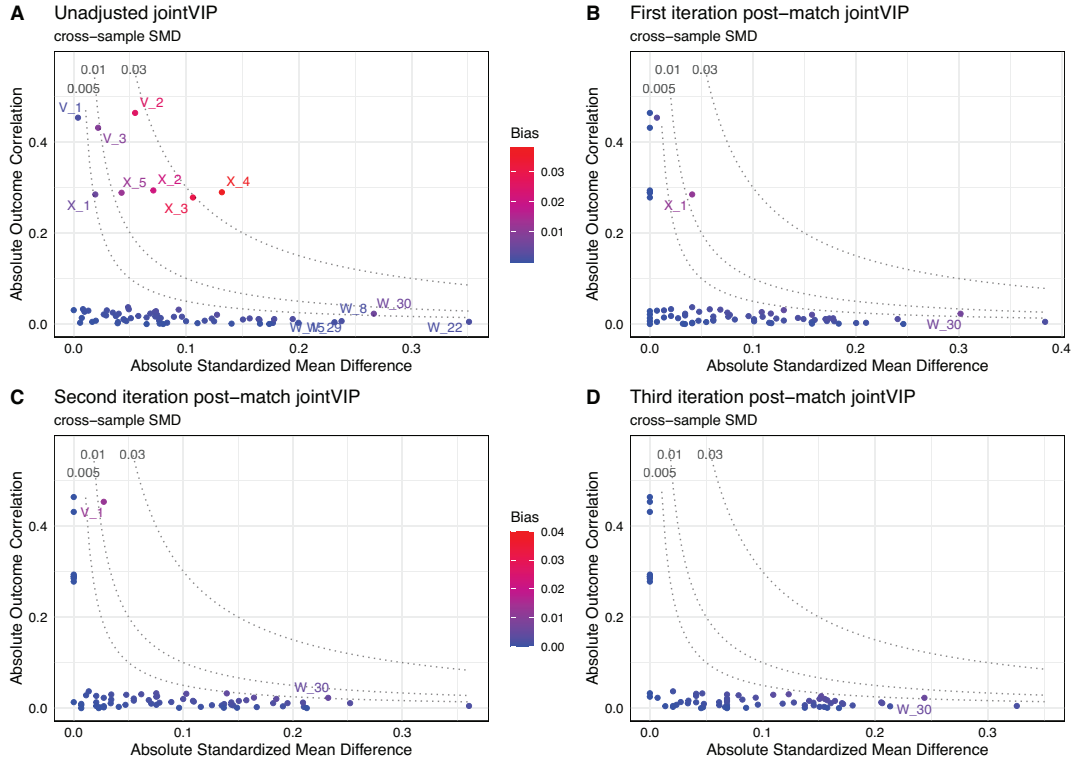 A Unadjusted jointVIP
cross−sample SMD
0.01 0.03
0.005
V_1
V_2
V_3
X_5
X_2
X_4
X_1
X_3
W_8
W_30
W_22
0.4
0.2
0.0
Absolute Outcome Correlation
0.0 0.1 0.2 0.3
Absolute Standardized Mean Difference
Bias
0.03
0.02
0.01
B First iteration post−match jointVIP
cross−sample SMD
0.01 0.03
0.005
X_1
W_30
0.4
0.2
0.0
Absolute Outcome Correlation
0.0 0.1 0.2 0.3 0.4
Absolute Standardized Mean Difference
C Second iteration post−match jointVIP
cross−sample SMD
0.01 0.03
0.005
V_1
W_30
0.4
0.2
0.0
Absolute Outcome Correlation
0.0 0.1 0.2 0.3
Absolute Standardized Mean Difference
Bias
0.04
0.03
0.02
0.01
0.00
D Third iteration post−match jointVIP
cross−sample SMD
0.01 0.03
0.005
W_30
0.4
0.2
0.0
Absolute Outcome Correlation
0.0 0.1 0.2 0.3
Absolute Standardized Mean Difference